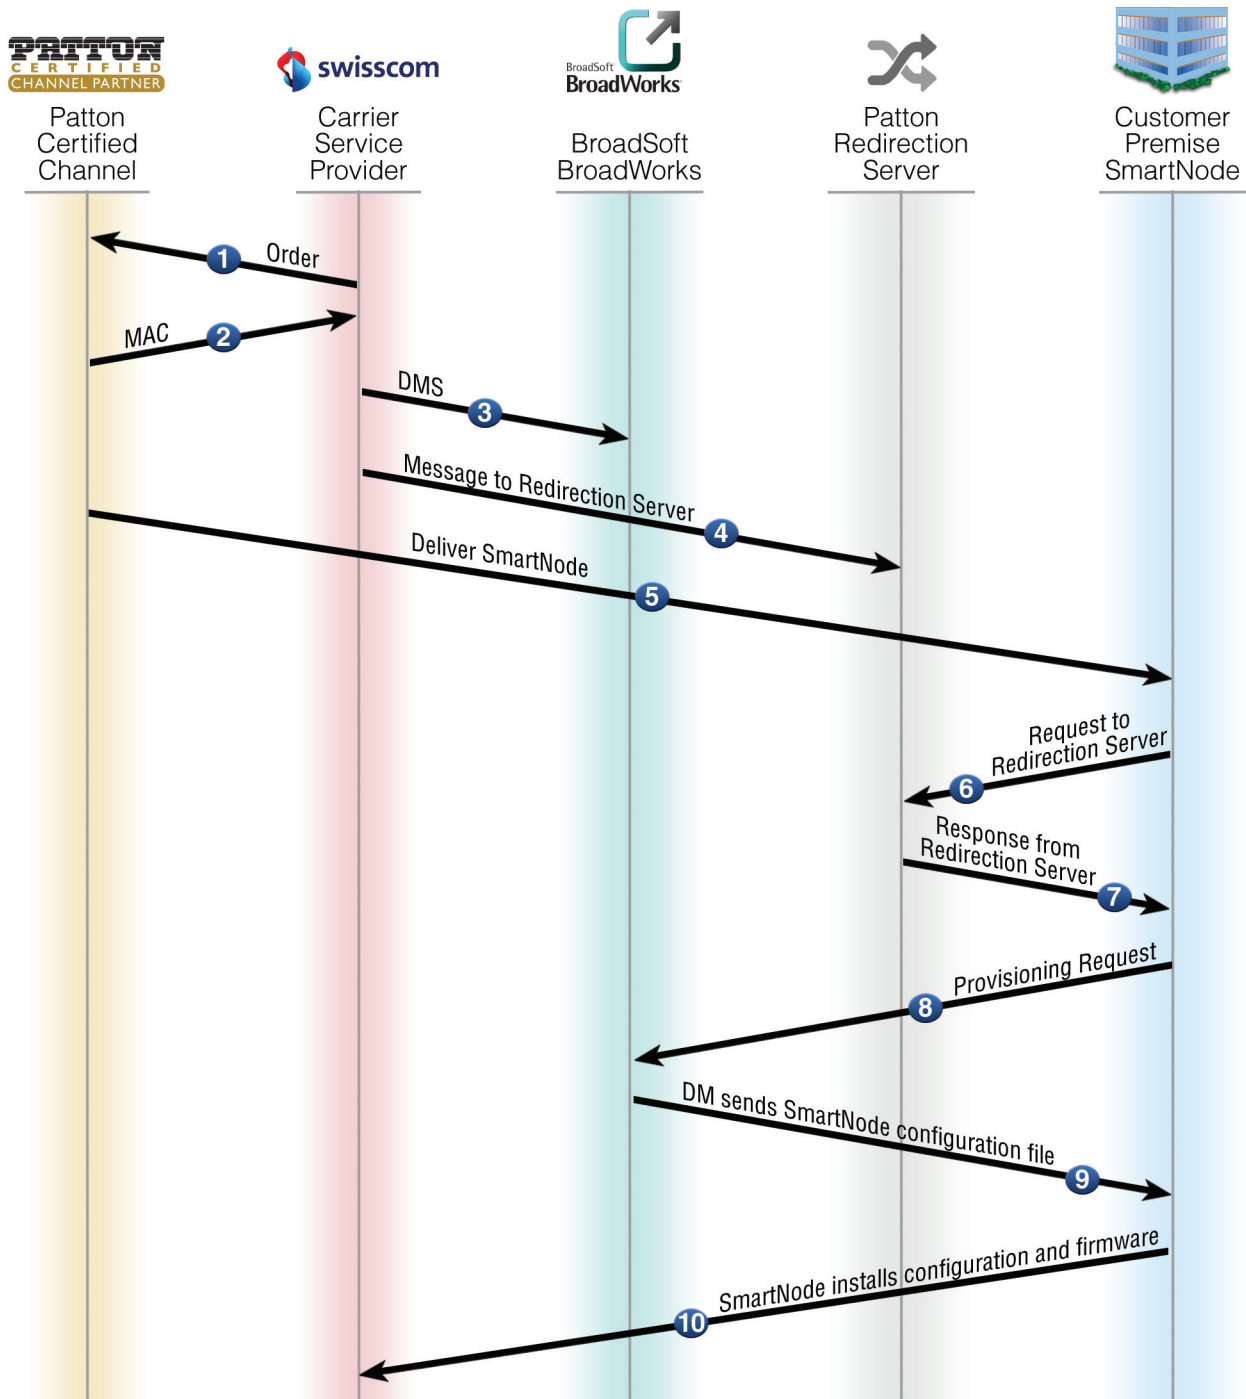 PATTON
CERTIFIED
CHANNEL PARTNER
swisscom
BroadSoft
BroadWorks
Patton
Certified
Channel
Carrier
Service
Provider
BroadSoft
BroadWorks
Patton
Redirection
Server
Customer
Premise
SmartNode
1
Order
MAC
2
DMS
3
Message to Redirection Server
4
Deliver SmartNode
5
Request to
Redirection Server
6
Response from
Redirection Server
7
Provisioning Request
8
DM sends SmartNode configuration file
9
SmartNode installs configuration and firmware
10